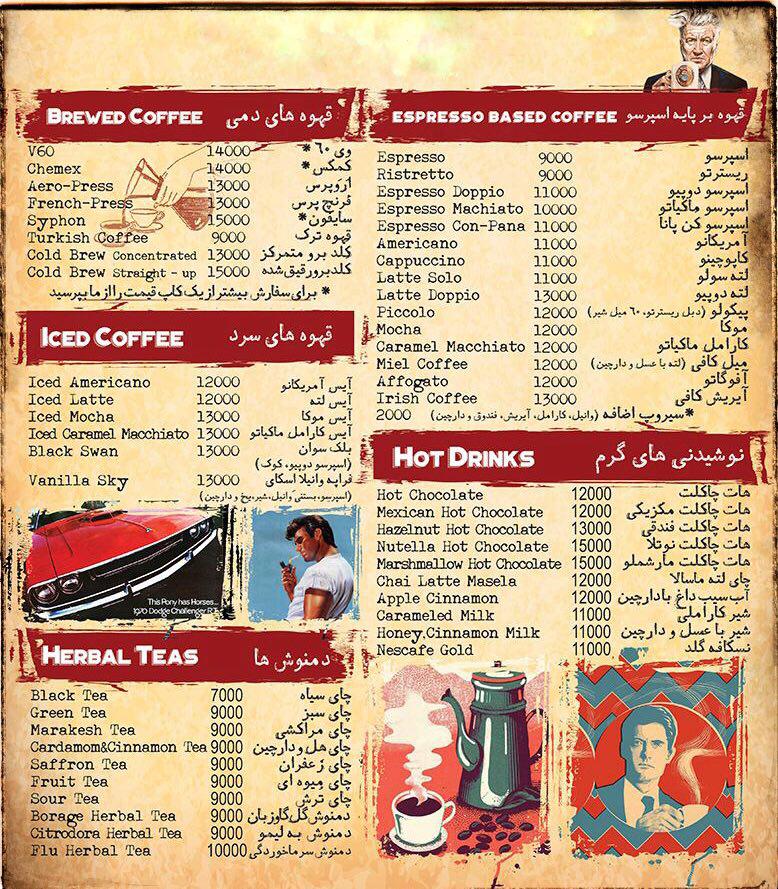 BREWED COFFEE قهوه های دمی
V60 14000 وی ٦٠ *
Chemex 14000 کمکس *
Aero-Press 13000 آروپرس
French-Press 13000 فرنچ پرس
Syphon 15000 سایفون *
Turkish Coffee 9000 قهوه ترک
Cold Brew Concentrated 13000 کلد برو متمرکز
Cold Brew Straight - up 15000 کلدبرو رقیق شده
* برای سفارش بیشتر از یک کاپ قیمت را از ما بپرسید
ICED COFFEE قهوه های سرد
Iced Americano 12000 آیس آمریکانو
Iced Latte 12000 آیس لته
Iced Mocha 13000 آیس موکا
Iced Caramel Macchiato 13000 آیس کارامل ماکیاتو
Black Swan 13000 بلک سوان
(اسپرسو دوپیو، کوک)
Vanilla Sky 13000 فراپه وانیلا اسکای
(اسپرسو، بستنی وانیل، شیر، یخ و دارچین)
This Pony has Horses...
1970 Dodge Challenger R/T
HERBAL TEAS دمنوش ها
Black Tea 7000 چای سیاه
Green Tea 9000 چای سبز
Marakesh Tea 9000 چای مراکشی
Cardamom&Cinnamon Tea 9000 چای هل و دارچین
Saffron Tea 9000 چای زعفران
Fruit Tea 9000 چای میوه ای
Sour Tea 9000 چای ترش
Borage Herbal Tea 9000 دمنوش گل گاوزبان
Citrodora Herbal Tea 9000 دمنوش به لیمو
Flu Herbal Tea 10000 دمنوش سرماخوردگی
ESPRESSO BASED COFFEE قهوه بر پایه اسپرسو
Espresso 9000 اسپرسو
Ristretto 9000 ریسترتو
Espresso Doppio 11000 اسپرسو دوپیو
Espresso Machiato 10000 اسپرسو ماکیاتو
Espresso Con-Pana 11000 اسپرسو کن پانا
Americano 11000 آمریکانو
Cappuccino 11000 کاپوچینو
Latte Solo 11000 لته سولو
Latte Doppio 13000 لته دوپیو
Piccolo 12000 پیکولو (دبل ریسترتو، ٦٠ میل شیر)
Mocha 12000 موکا
Caramel Macchiato 12000 کارامل ماکیاتو
Miel Coffee 12000 میل کافی (لته با عسل و دارچین)
Affogato 12000 آفوگاتو
Irish Coffee 13000 آیریش کافی
*سیروپ اضافه (وانیل، کارامل، آیریش، فندوق و دارچین) 2000
HOT DRINKS نوشیدنی های گرم
Hot Chocolate 12000 هات چاکلت
Mexican Hot Chocolate 12000 هات چاکلت مکزیکی
Hazelnut Hot Chocolate 13000 هات چاکلت فندقی
Nutella Hot Chocolate 15000 هات چاکلت نوتلا
Marshmallow Hot Chocolate 15000 هات چاکلت مارشملو
Chai Latte Masela 12000 چای لته ماسالا
Apple Cinnamon 12000 آب سیب داغ با دارچین
Carameled Milk 11000 شیر کاراملی
Honey.Cinnamon Milk 11000 شیر با عسل و دارچین
Nescafe Gold 11000 نسکافه گلد